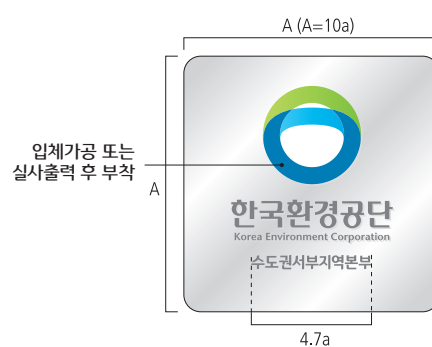 A (A=10a)
입체가공 또는
실사출력 후 부착
A
한국환경공단
Korea Environment Corporation
수도권서부지역본부
4.7a